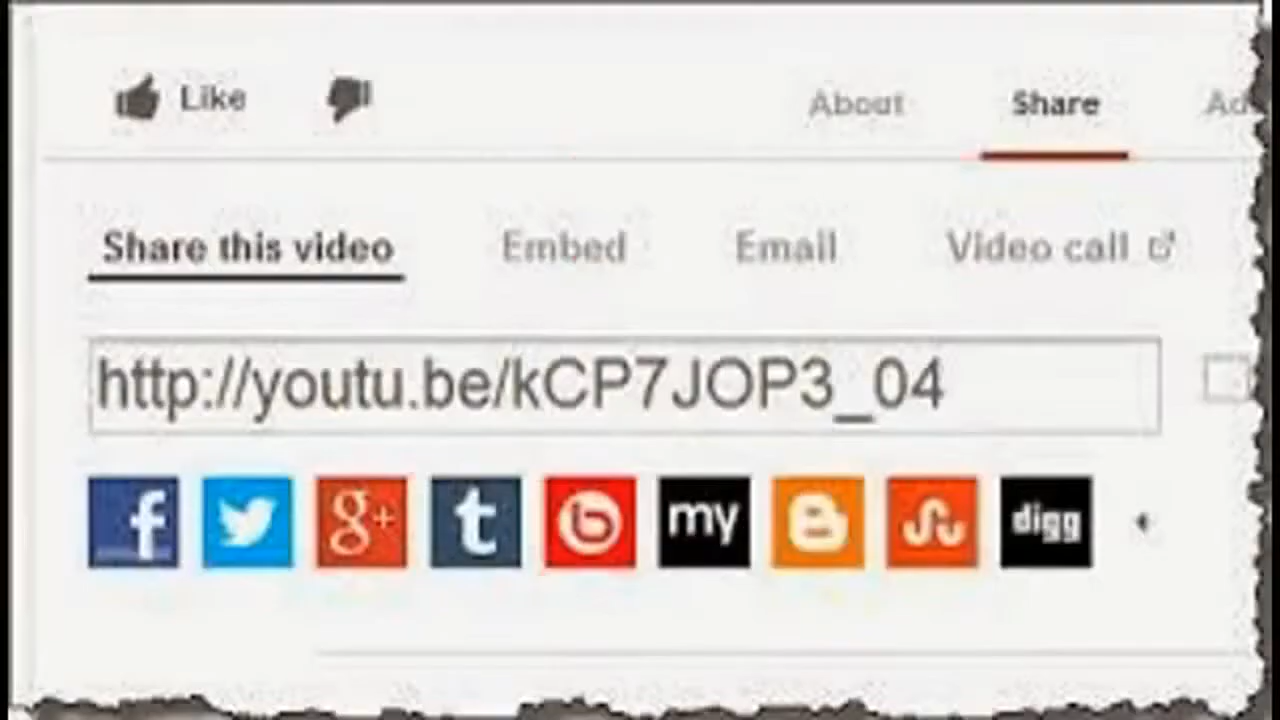 Like About Share
Share this video Embed Email Video call
http://youtu.be/kCP7JOP3_04
f g+ t b my B digg